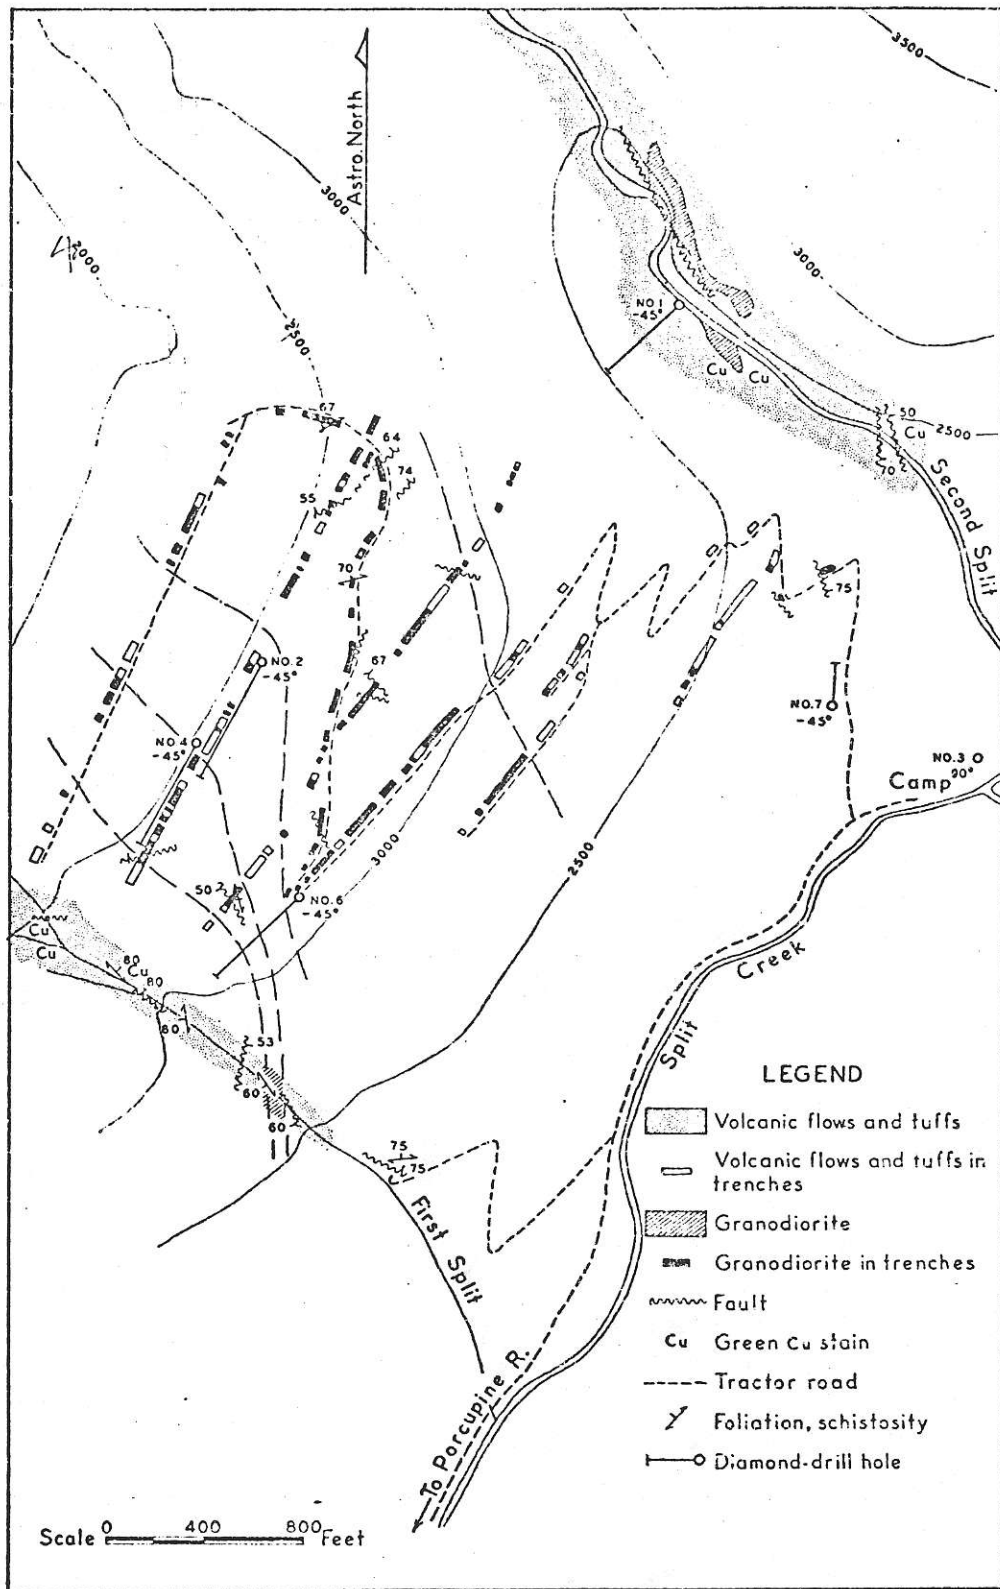 3500
Astro. North
3000
2000
3000
2500
NO.1
-45°
Cu Cu
67
50
Cu
2500
64
70
74
55
Second Split
70
75
67
NO.2
-45°
NO.7
-45°
NO.4
-45°
NO.3
90°
Camp
3000
2500
50
NO.6
-45°
Cu
Cu
80
Cu
80
80
Creek
53
Split
60
60
75
75
First Split
LEGEND
Volcanic flows and tuffs
Volcanic flows and tuffs in
trenches
Granodiorite
Granodiorite in trenches
Fault
Cu Green Cu stain
Tractor road
Foliation, schistosity
Diamond-drill hole
To Porcupine R.
Scale 0 400 800 Feet